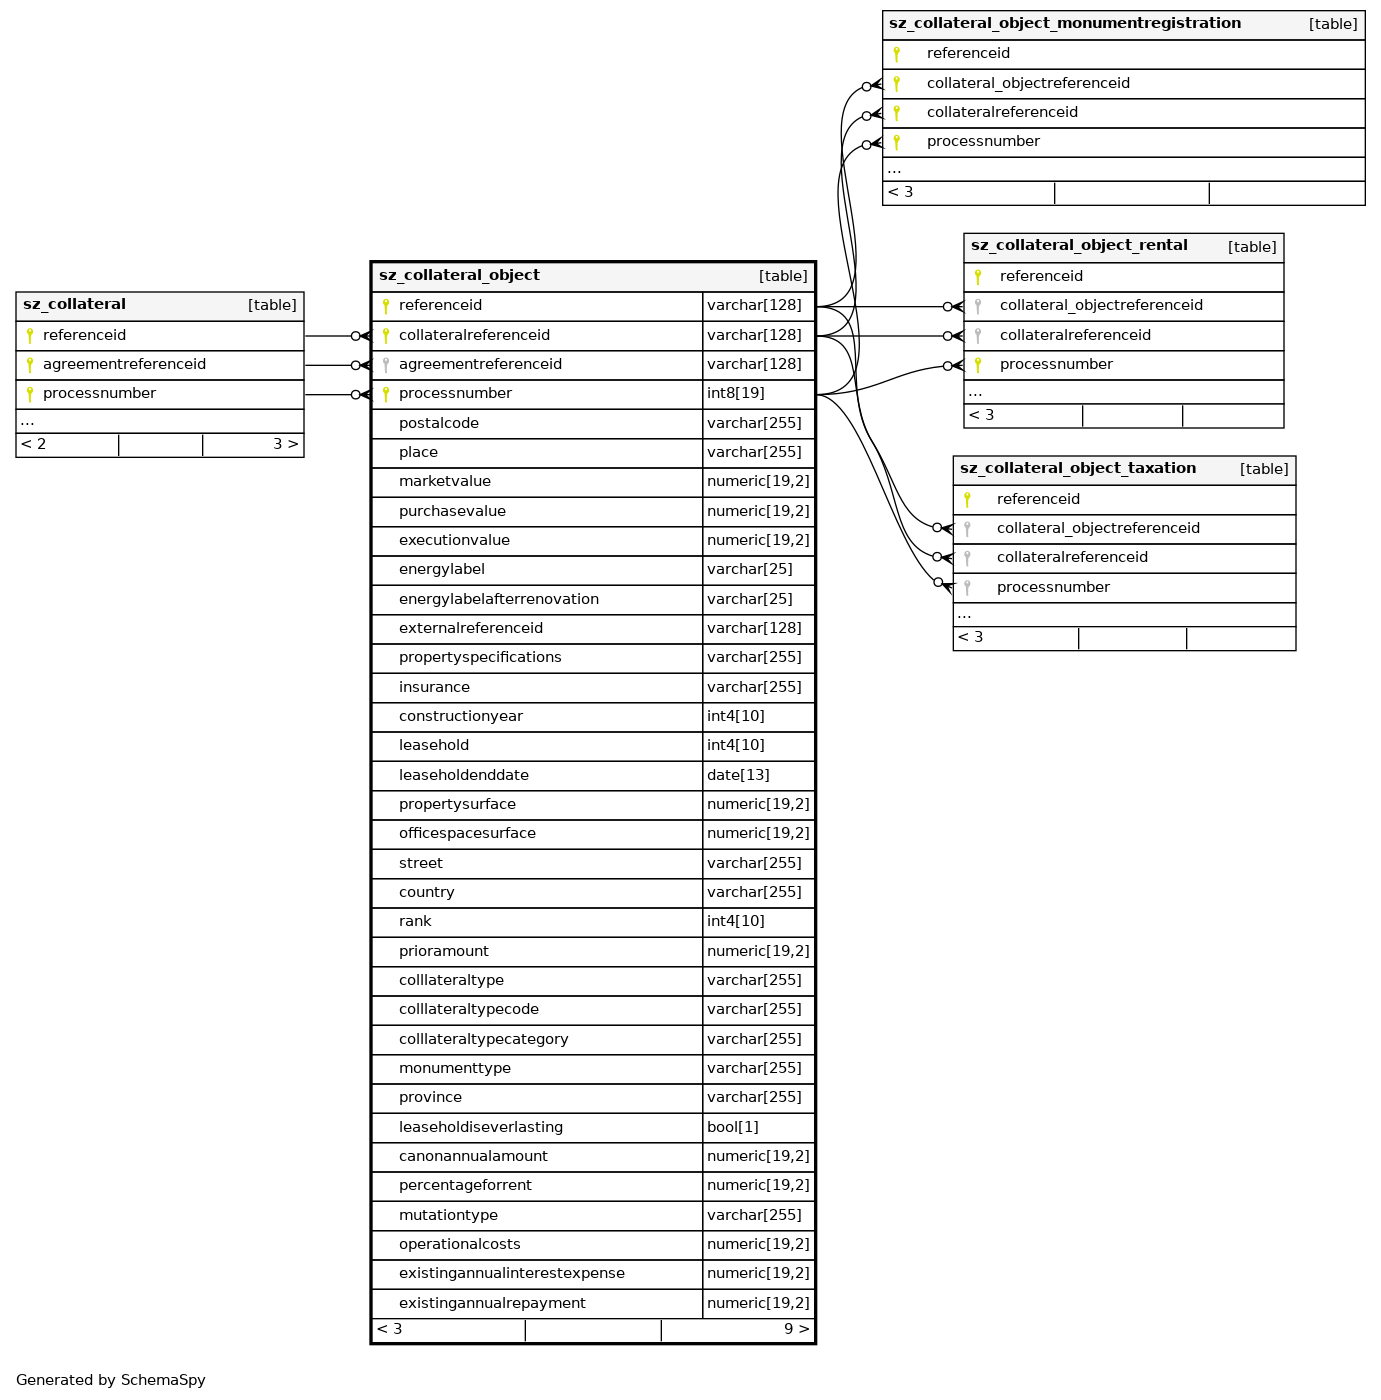 sz_collateral_object_monumentregistration [table]
referenceid
collateral_objectreferenceid
collateralreferenceid
processnumber
...
< 3
sz_collateral_object_rental [table]
referenceid
collateral_objectreferenceid
collateralreferenceid
processnumber
...
< 3
sz_collateral_object_taxation [table]
referenceid
collateral_objectreferenceid
collateralreferenceid
processnumber
...
< 3
sz_collateral [table]
referenceid
agreementreferenceid
processnumber
...
< 2 3 >
sz_collateral_object [table]
referenceid varchar[128]
collateralreferenceid varchar[128]
agreementreferenceid varchar[128]
processnumber int8[19]
postalcode varchar[255]
place varchar[255]
marketvalue numeric[19,2]
purchasevalue numeric[19,2]
executionvalue numeric[19,2]
energylabel varchar[25]
energylabelafterrenovation varchar[25]
externalreferenceid varchar[128]
propertyspecifications varchar[255]
insurance varchar[255]
constructionyear int4[10]
leasehold int4[10]
leaseholdenddate date[13]
propertysurface numeric[19,2]
officespacesurface numeric[19,2]
street varchar[255]
country varchar[255]
rank int4[10]
prioramount numeric[19,2]
colllateraltype varchar[255]
colllateraltypecode varchar[255]
colllateraltypecategory varchar[255]
monumenttype varchar[255]
province varchar[255]
leaseholdiseverlasting bool[1]
canonannualamount numeric[19,2]
percentageforrent numeric[19,2]
mutationtype varchar[255]
operationalcosts numeric[19,2]
existingannualinterestexpense numeric[19,2]
existingannualrepayment numeric[19,2]
< 3 9 >
Generated by SchemaSpy